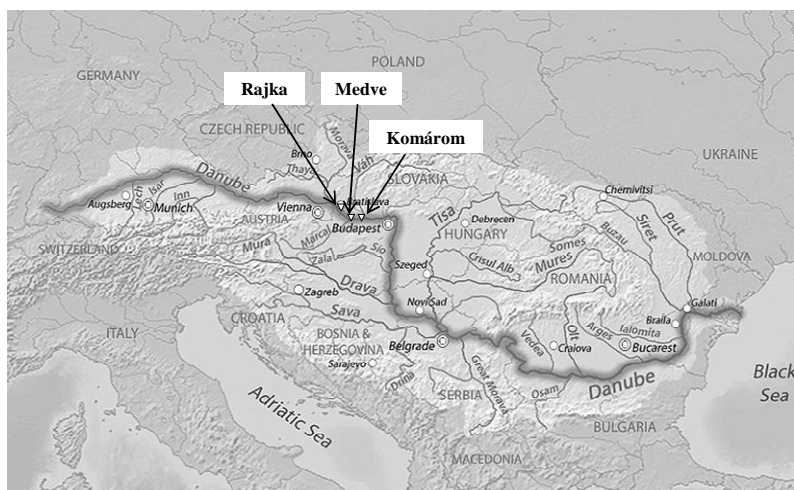 POLAND
GERMANY
Rajka
Medve
Komárom
CZECH REPUBLIC
Morava
Brno
Thaya
Váh
UKRAINE
SLOVAKIA
Danube
Lech
Isar
Inn
Augsberg
Munich
Vienna
Bratislava
Chernivitsi
AUSTRIA
Budapest
Tisa
Debrecen
HUNGARY
Siret
Prut
Buzau
SWITZERLAND
Mura
Marcal
Zala
Sio
Somes
Mures
Crisul Alb
MOLDOVA
Szeged
ROMANIA
Drava
Zagreb
Novi Sad
Galati
CROATIA
Sava
Braila
ITALY
BOSNIA &
HERZEGOVINA
Belgrade
Vedea
Olt
Arges
Ialomita
Craiova
Bucarest
Sarajevo
Drina
Great Morava
Osam
Danube
Black
Sea
SERBIA
Adriatic Sea
BULGARIA
MACEDONIA